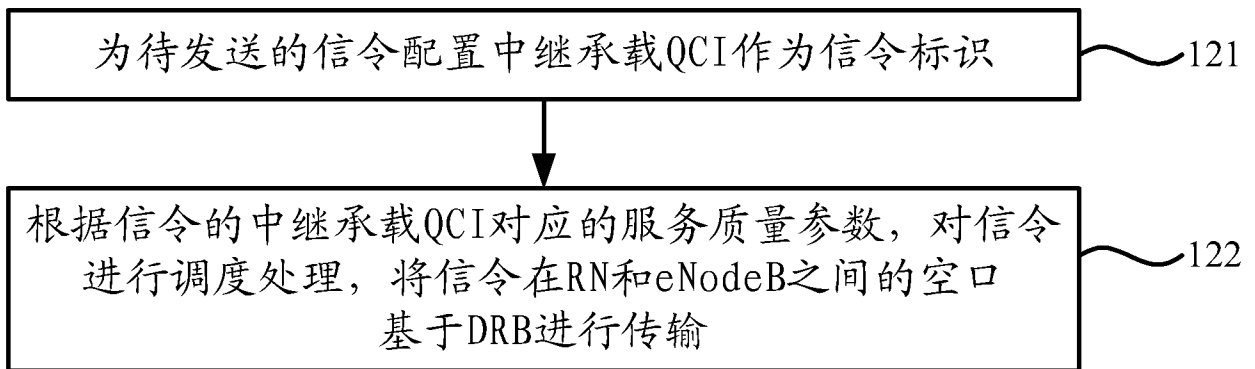 为待发送的信令配置中继承载QCI作为信令标识
121
根据信令的中继承载QCI对应的服务质量参数，对信令
进行调度处理，将信令在RN和eNodeB之间的空口
基于DRB进行传输
122